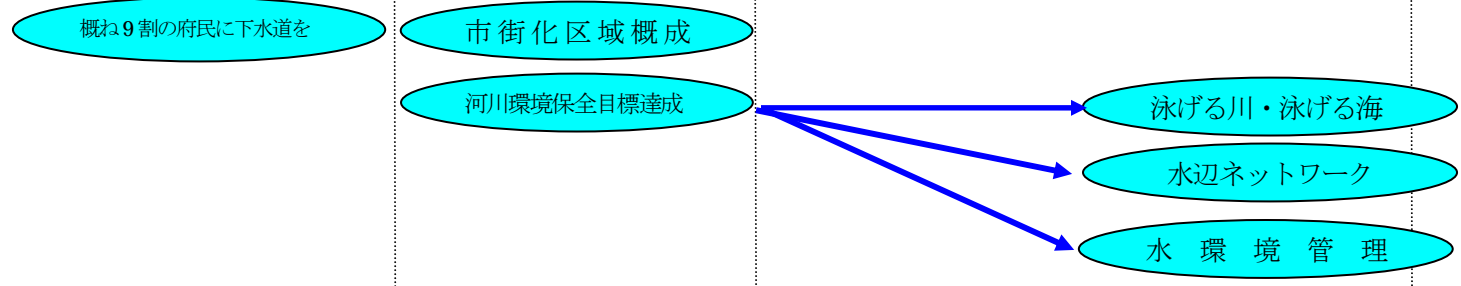 概ね9割の府民に下水道を
市街化区域概成
河川環境保全目標達成
泳げる川・泳げる海
水辺ネットワーク
水環境管理